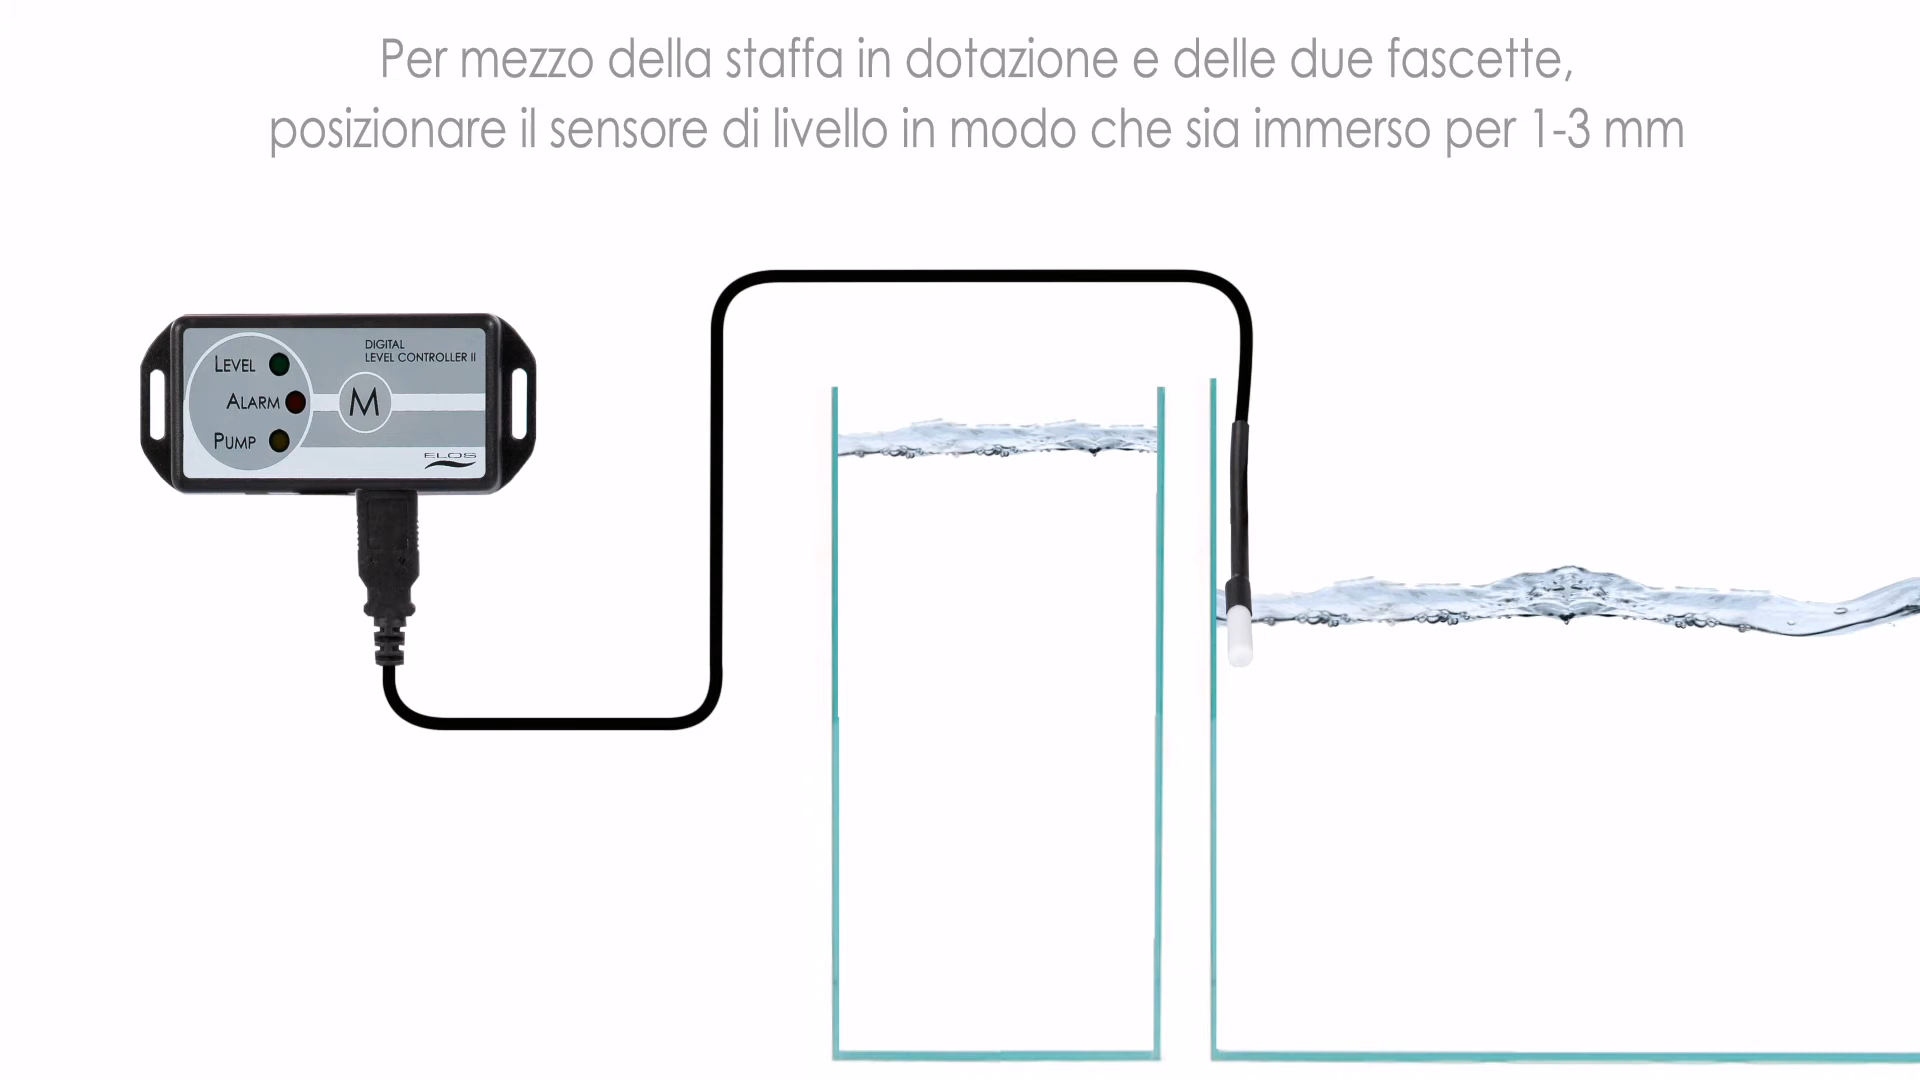 Per mezzo della staffa in dotazione e delle due fascette,
posizionare il sensore di livello in modo che sia immerso per 1-3 mm
DIGITAL
LEVEL CONTROLLER II
LEVEL
ALARM
M
PUMP
ELOS